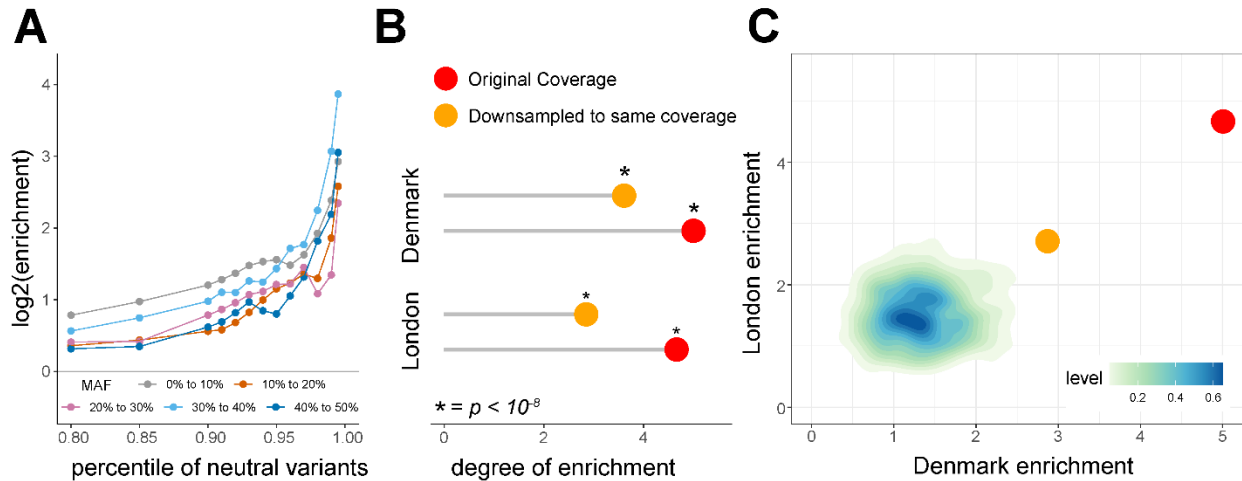 A
log2(enrichment)
4
3
2
1
0
MAF 0% to 10% 10% to 20%
20% to 30% 30% to 40% 40% to 50%
0.80 0.85 0.90 0.95 1.00
percentile of neutral variants
B
Original Coverage
Downsampled to same coverage
Denmark
*
*
London
*
*
* = p < 10⁻⁸
0 2 4
degree of enrichment
C
London enrichment
4
2
0
level
0.2 0.4 0.6
0 1 2 3 4 5
Denmark enrichment